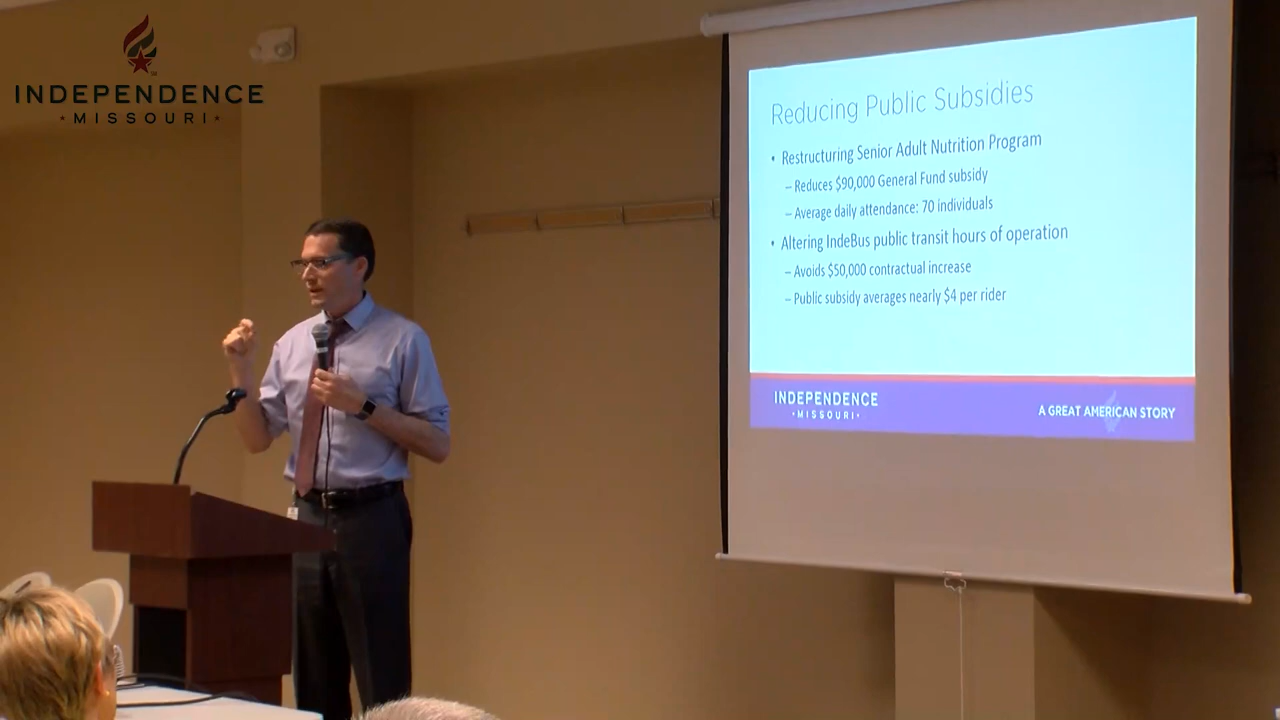 INDEPENDENCE
MISSOURI
Reducing Public Subsidies
• Restructuring Senior Adult Nutrition Program
– Reduces $90,000 General Fund subsidy
– Average daily attendance: 70 individuals
• Altering IndeBus public transit hours of operation
– Avoids $50,000 contractual increase
– Public subsidy averages nearly $4 per rider
INDEPENDENCE
• MISSOURI •
A GREAT AMERICAN STORY